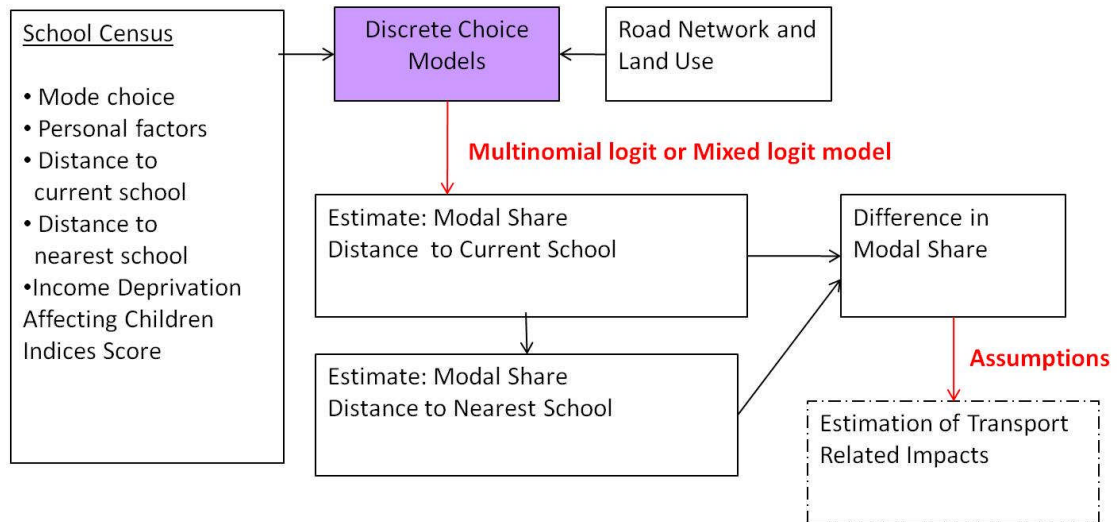 School Census
• Mode choice
• Personal factors
• Distance to
current school
• Distance to
nearest school
•Income Deprivation
Affecting Children
Indices Score
Discrete Choice
Models
Road Network and
Land Use
Multinomial logit or Mixed logit model
Estimate: Modal Share
Distance to Current School
Difference in
Modal Share
Estimate: Modal Share
Distance to Nearest School
Assumptions
Estimation of Transport
Related Impacts